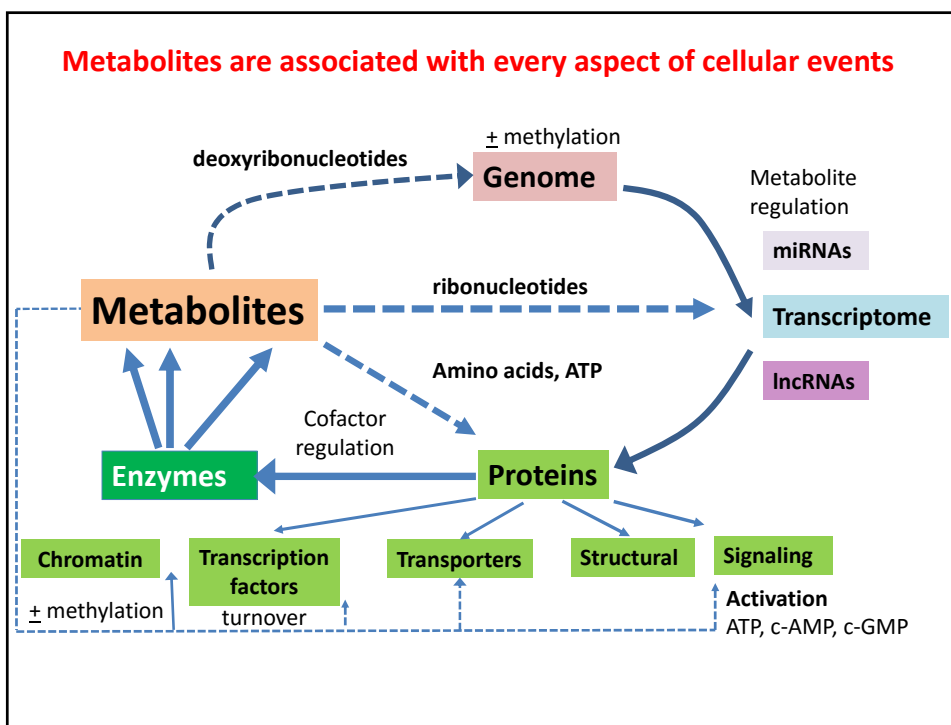 Metabolites are associated with every aspect of cellular events
± methylation
deoxyribonucleotides
Genome
Metabolite
regulation
miRNAs
ribonucleotides
Metabolites
Transcriptome
Amino acids, ATP
lncRNAs
Cofactor
regulation
Enzymes
Proteins
Chromatin
Transcription
factors
Transporters
Structural
Signaling
± methylation
turnover
Activation
ATP, c-AMP, c-GMP